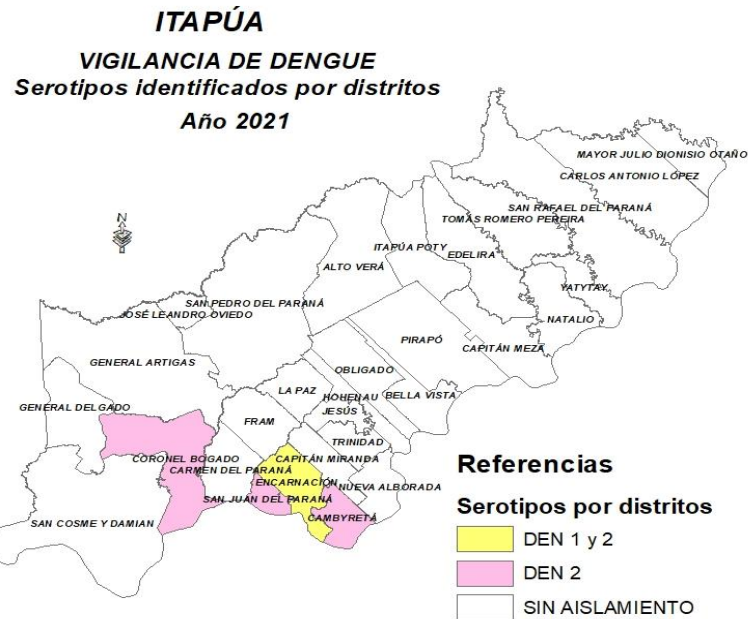 ITAPÚA
VIGILANCIA DE DENGUE
Serotipos identificados por distritos
Año 2021
MAYOR JULIO DIONISIO OTAÑO
CARLOS ANTONIO LÓPEZ
SAN RAFAEL DEL PARANÁ
TOMÁS ROMERO PEREIRA
N
ITAPÚA POTY
EDELIRA
ALTO VERÁ
YATYTAY
SAN PEDRO DEL PARANÁ
JOSÉ LEANDRO OVIEDO
NATALIO
PIRAPÓ
CAPITÁN MEZA
GENERAL ARTIGAS
OBLIGADO
LA PAZ
HOHENAU
BELLA VISTA
JESÚS
GENERAL DELGADO
FRAM
TRINIDAD
CORONEL BOGADO
CAPITÁN MIRANDA
CARMEN DEL PARANÁ
ENCARNACIÓN
NUEVA ALBORADA
SAN JUAN DEL PARANÁ
CAMBYRETÁ
SAN COSME Y DAMIAN
Referencias
Serotipos por distritos
DEN 1 y 2
DEN 2
SIN AISLAMIENTO